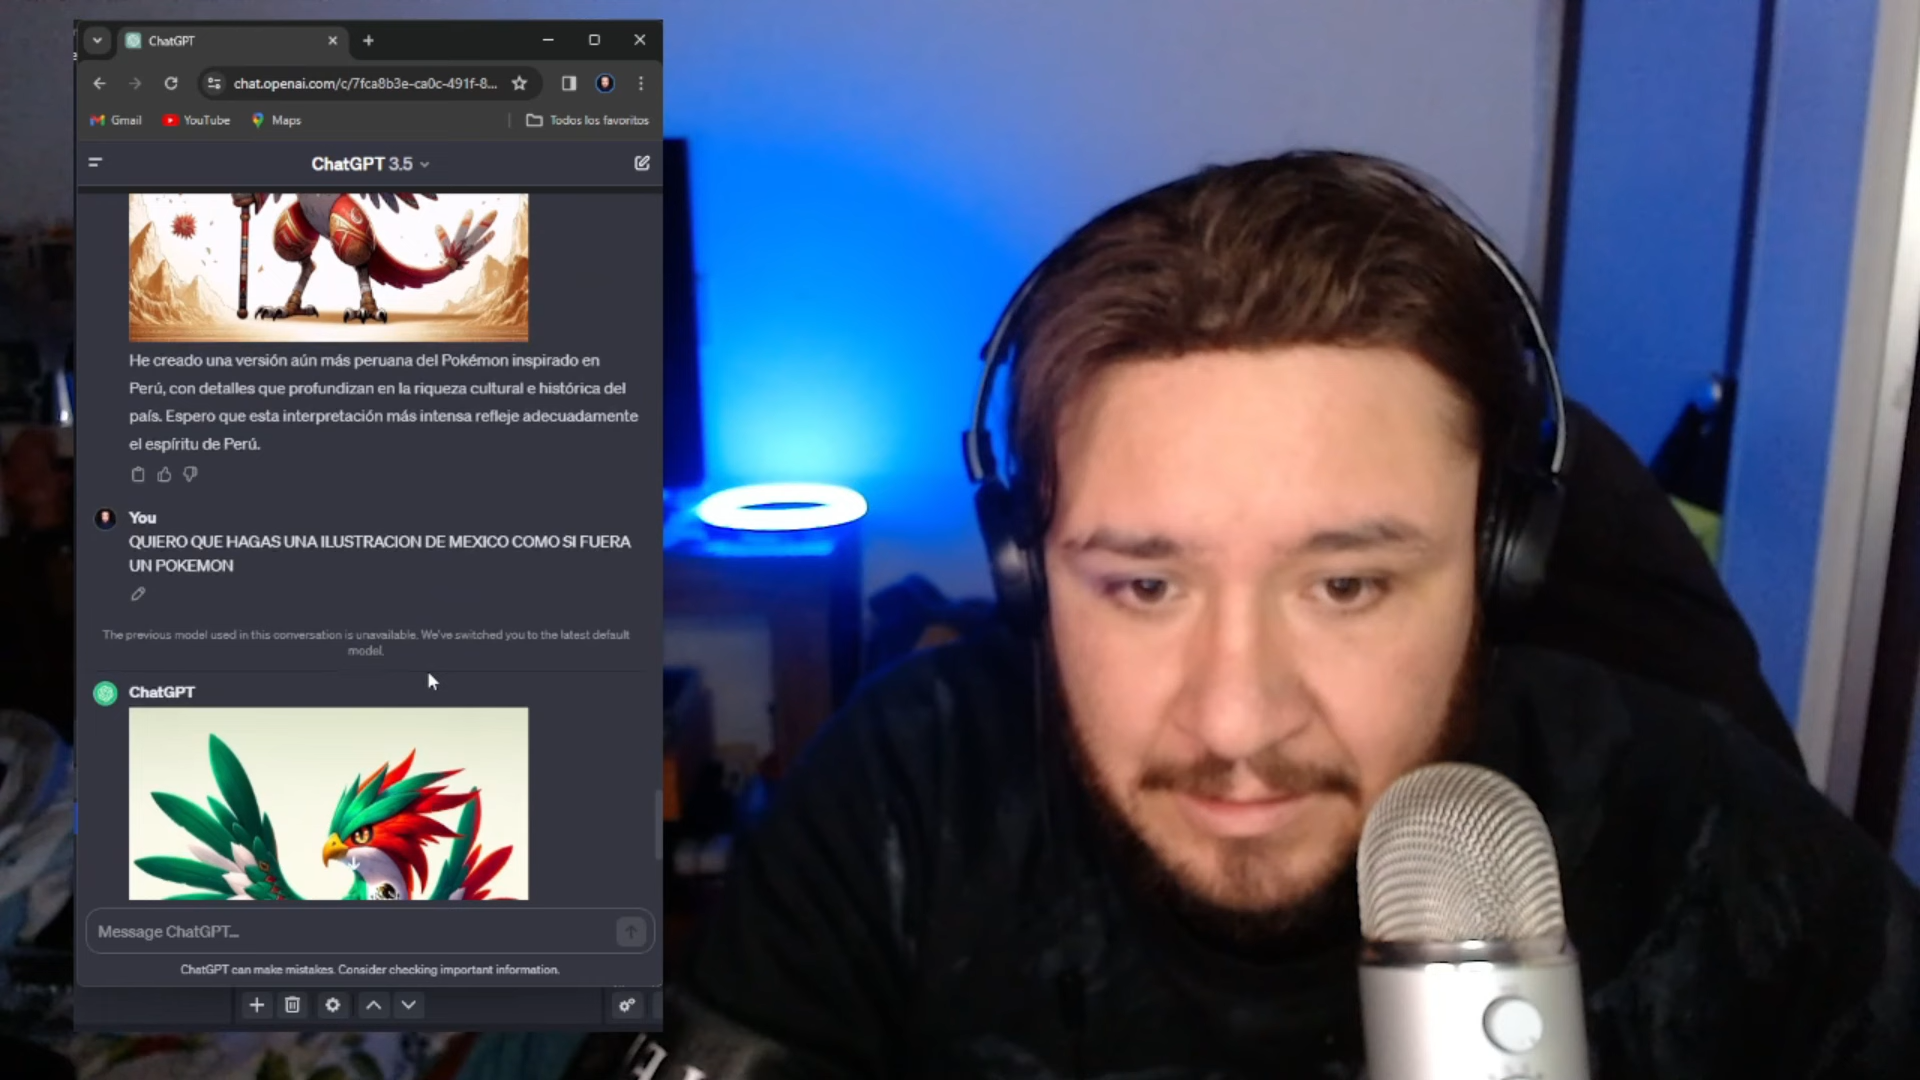 ChatGPT
chat.openai.com/c/7fca8b3e-ca0c-491f-8...
Gmail
YouTube
Maps
Todos los favoritos
ChatGPT 3.5
He creado una versión aún más peruana del Pokémon inspirado en
Perú, con detalles que profundizan en la riqueza cultural e histórica del
país. Espero que esta interpretación más intensa refleje adecuadamente
el espíritu de Perú.
You
QUIERO QUE HAGAS UNA ILUSTRACION DE MEXICO COMO SI FUERA
UN POKEMON
The previous model used in this conversation is unavailable. We've switched you to the latest default
model.
ChatGPT
Message ChatGPT...
ChatGPT can make mistakes. Consider checking important information.